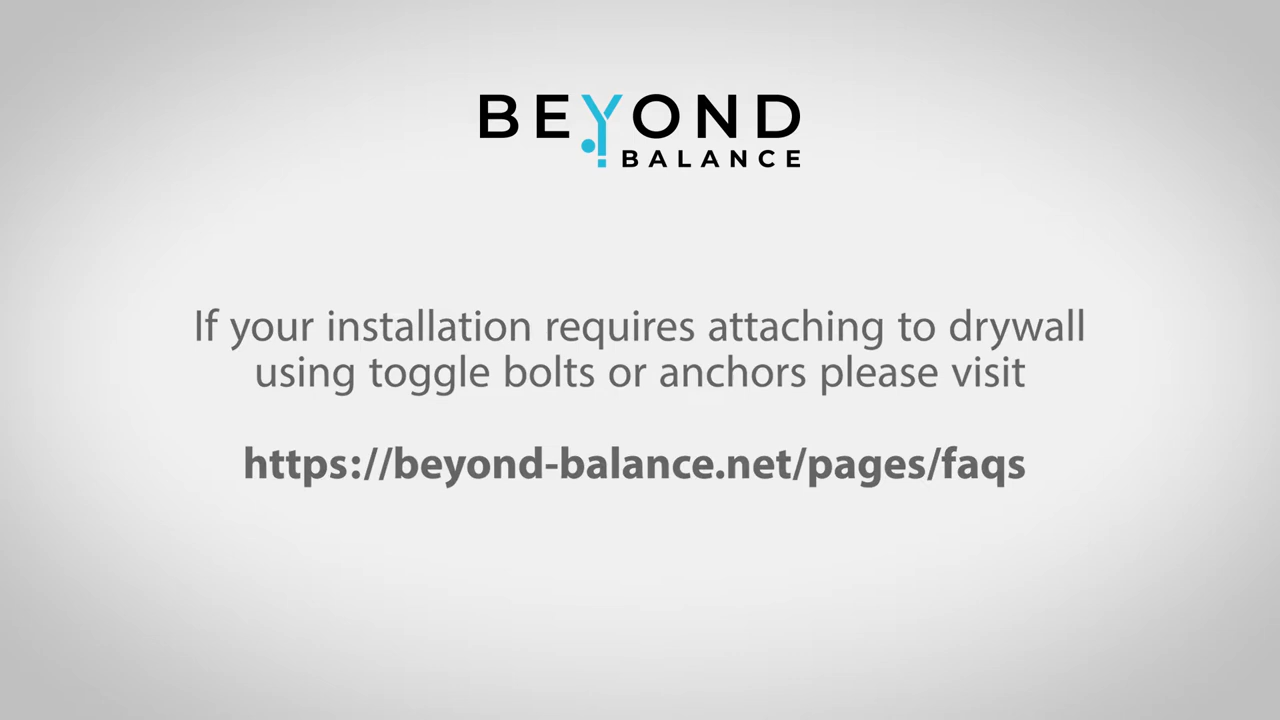 BEYOND
BALANCE
If your installation requires attaching to drywall
using toggle bolts or anchors please visit
https://beyond-balance.net/pages/faqs